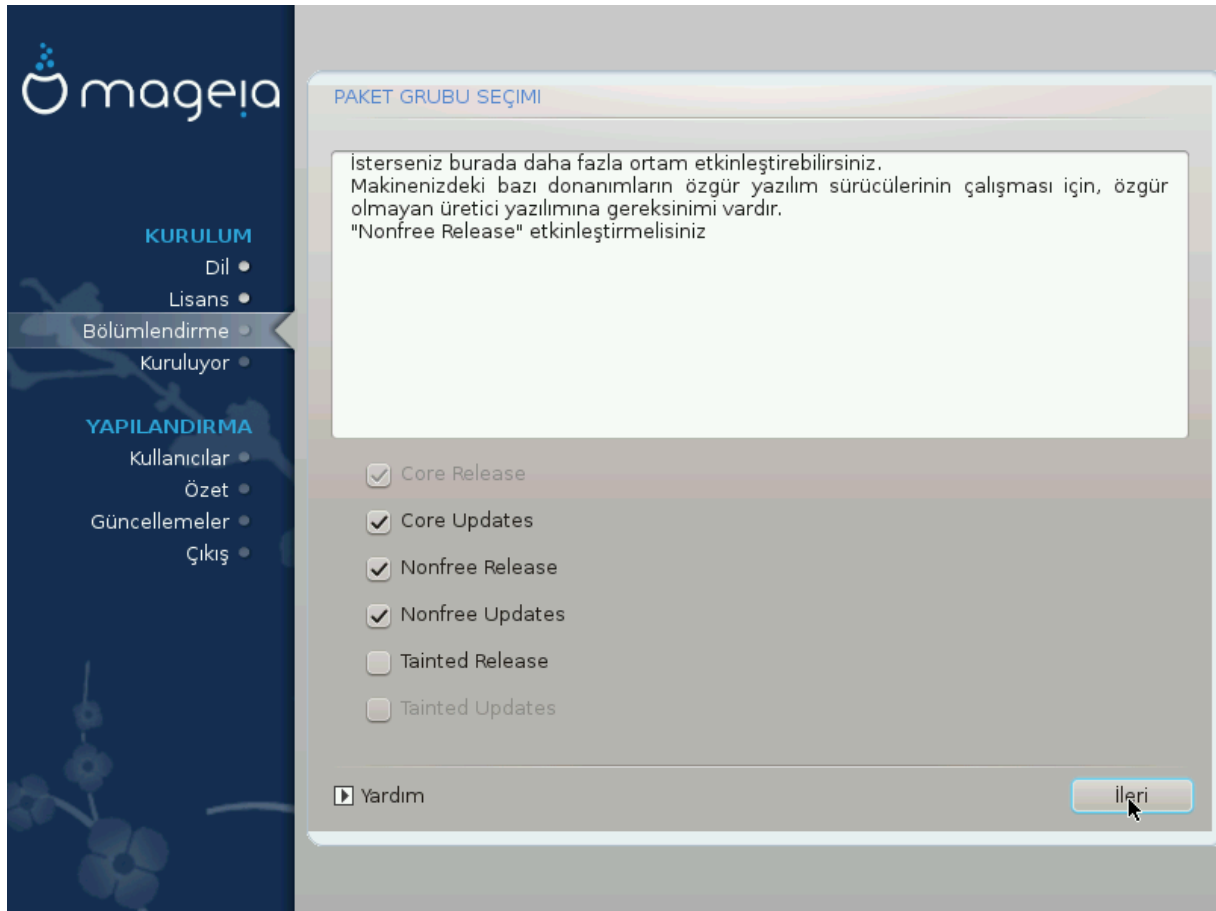 mageia
KURULUM
Dil
Lisans
Bölümlendirme
Kuruluyor
YAPILANDIRMA
Kullanıcılar
Özet
Güncellemeler
Çıkış
PAKET GRUBU SEÇIMI
İsterseniz burada daha fazla ortam etkinleştirebilirsiniz.
Makinenizdeki bazı donanımların özgür yazılım sürücülerinin çalışması için, özgür
olmayan üretici yazılımına gereksinimi vardır.
"Nonfree Release" etkinleştirmelisiniz
Core Release
Core Updates
Nonfree Release
Nonfree Updates
Tainted Release
Tainted Updates
Yardım
İleri